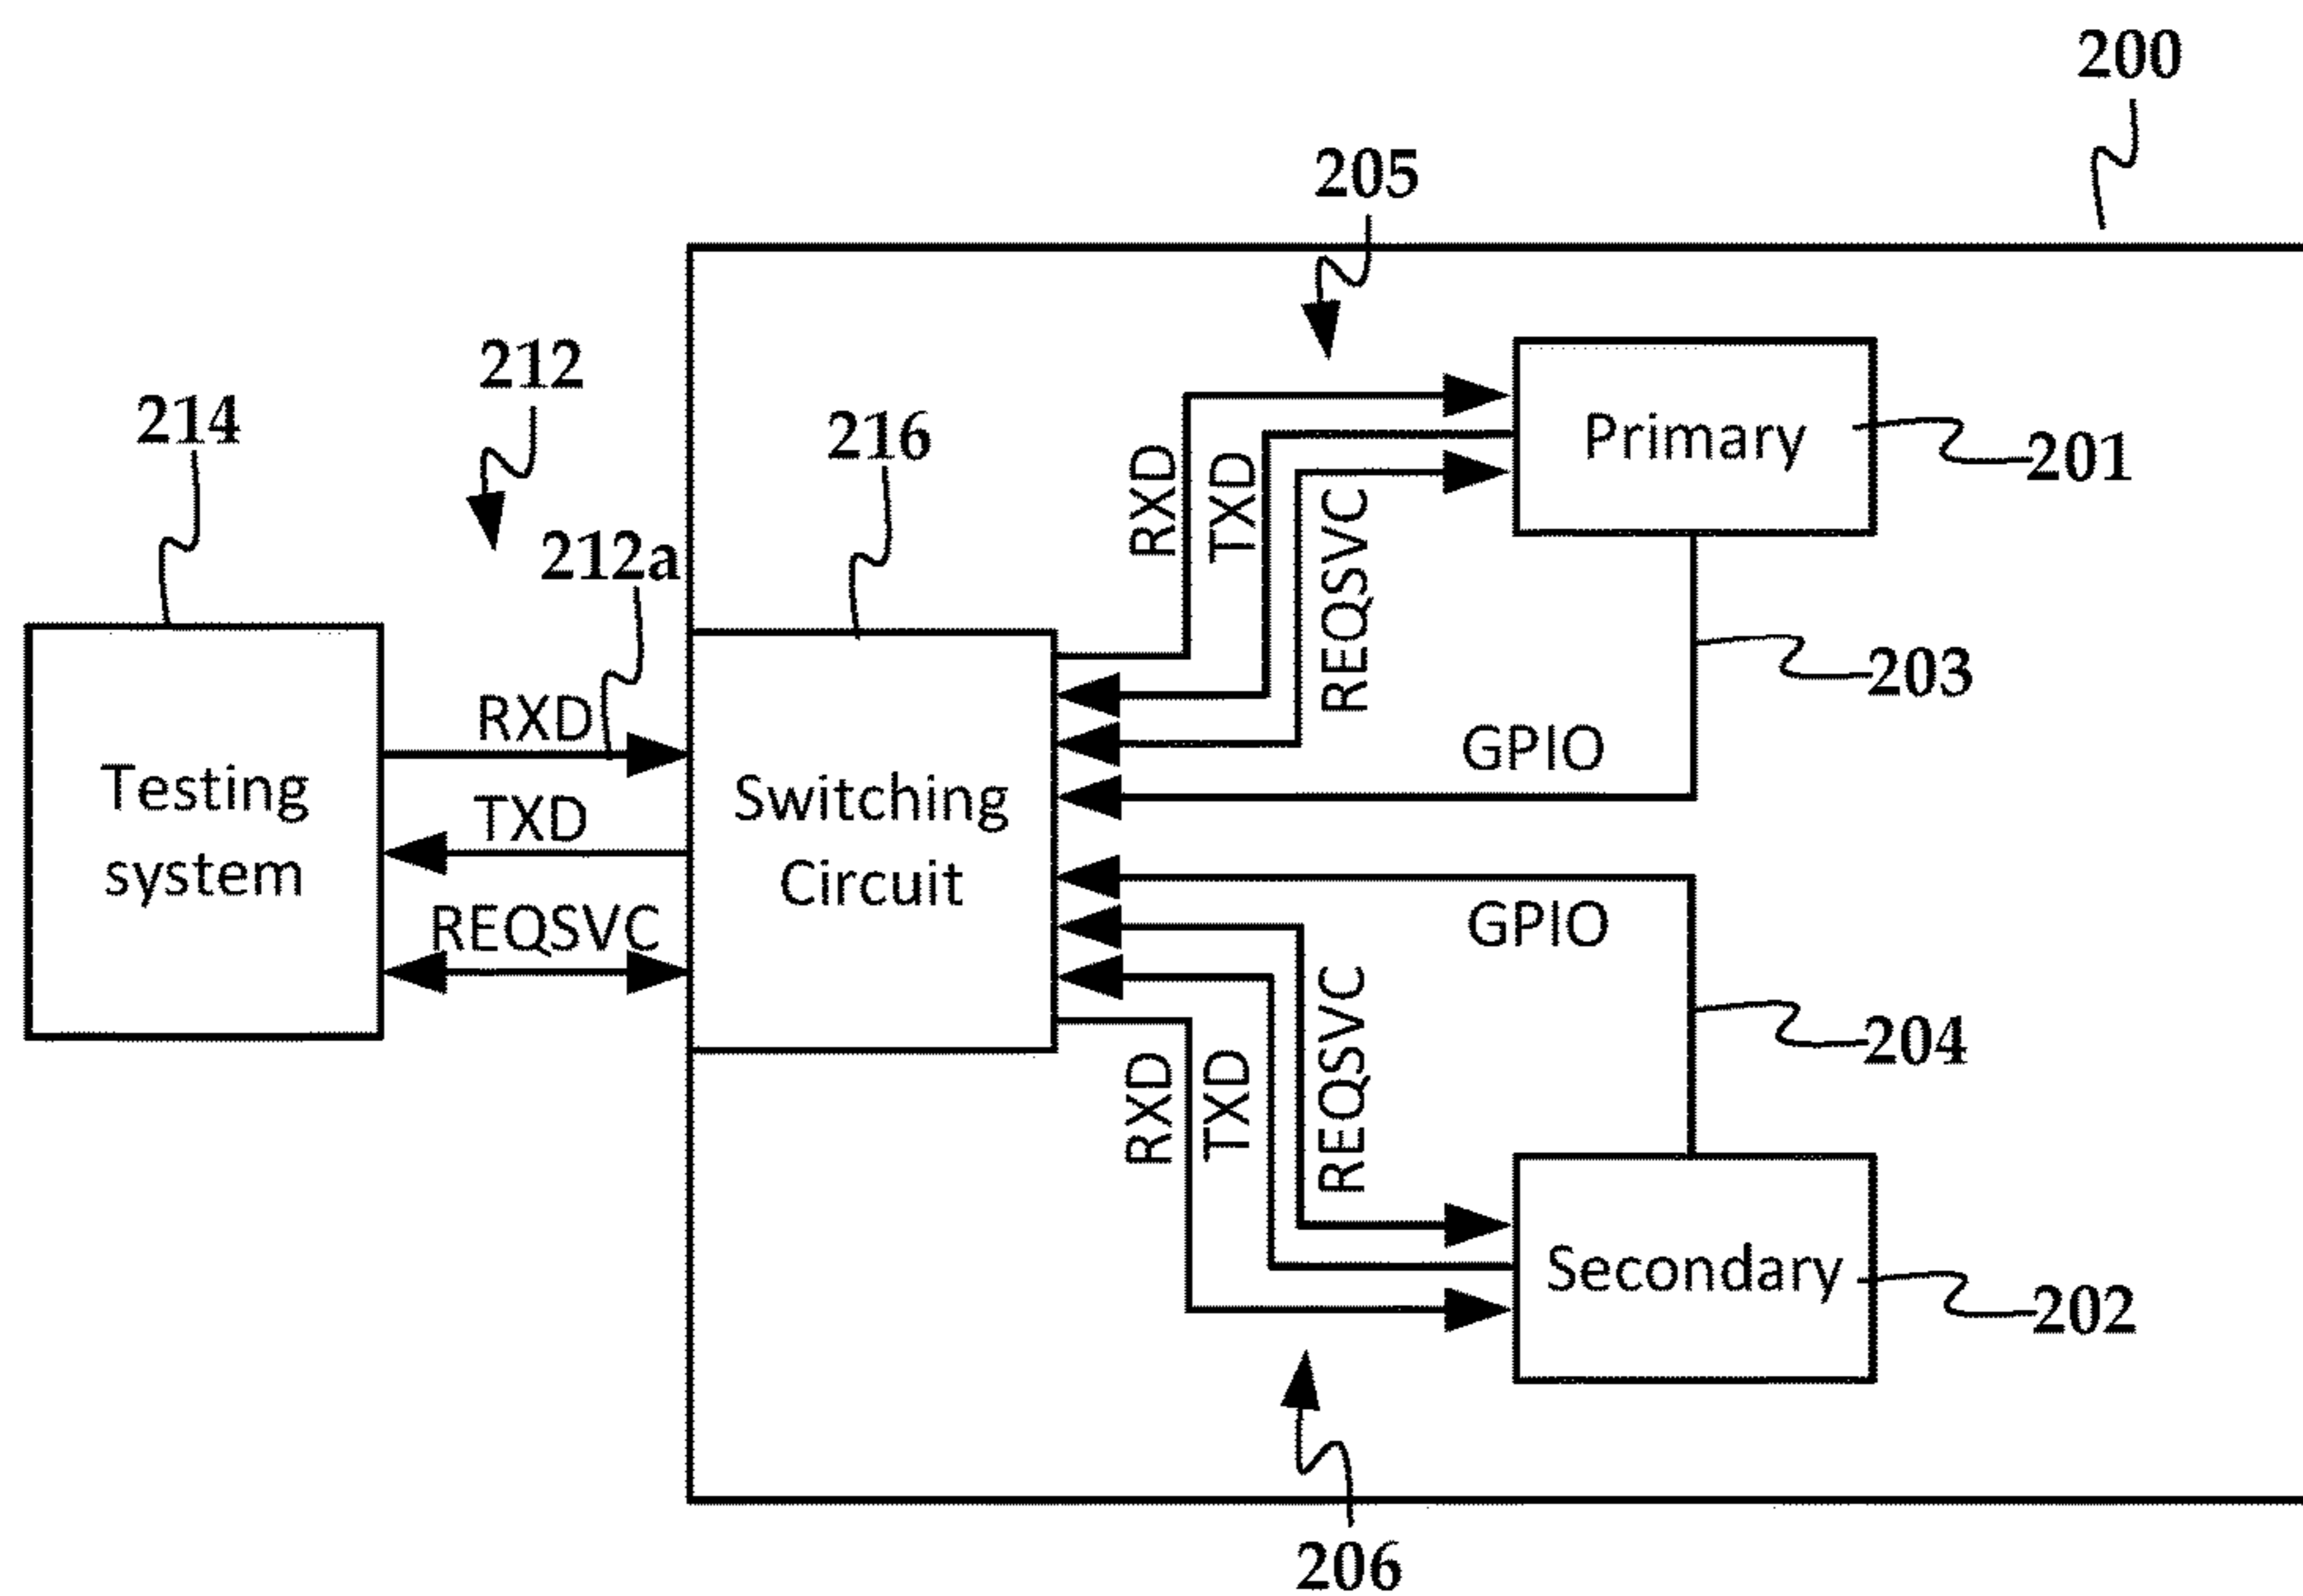 200
205
212
214
216
Primary
201
RXD
TXD
REQSVC
212a
203
RXD
GPIO
Testing
system
Switching
Circuit
TXD
REQSVC
GPIO
204
RXD
TXD
REQSVC
Secondary
202
206